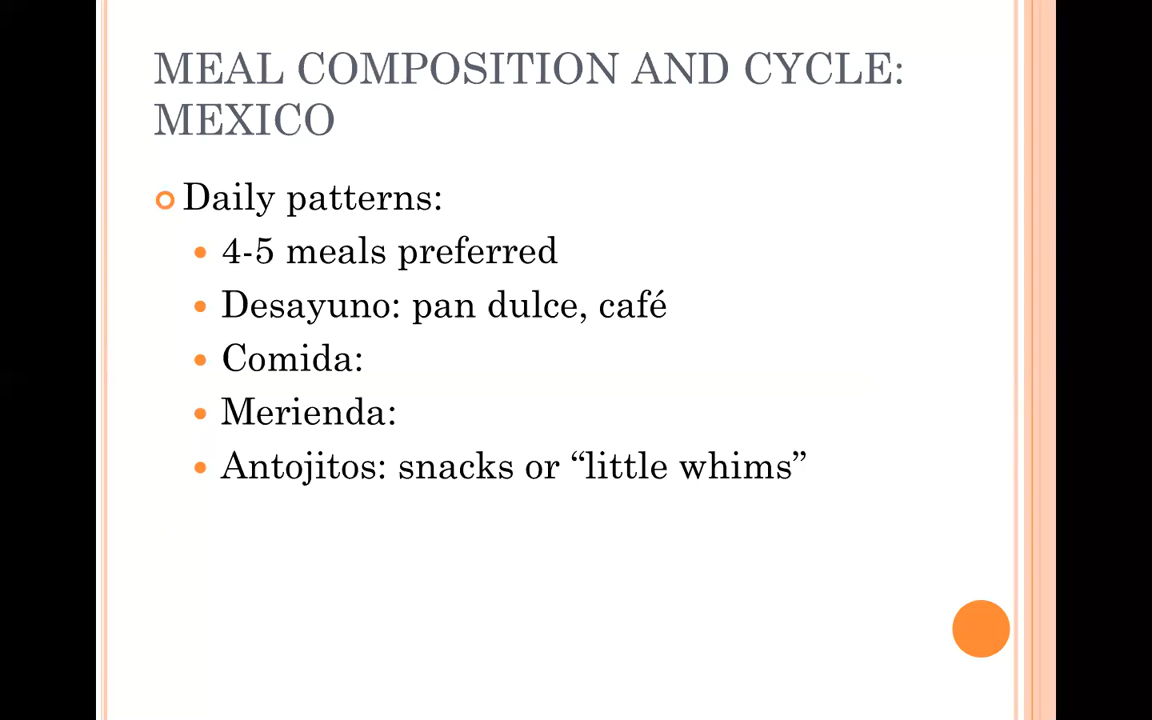 MEAL COMPOSITION AND CYCLE:
MEXICO
Daily patterns:
4-5 meals preferred
Desayuno: pan dulce, café
Comida:
Merienda:
Antojitos: snacks or “little whims”